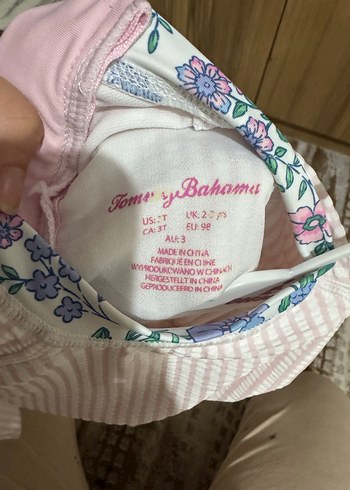 Tommy Bahama
US: 3T UK: 2-3 yrs
CA: 3T EU: 98
AU: 3
MADE IN CHINA
FABRIQUÉ EN CHINE
WYPRODUKOWANO W CHINACH
HERGESTELLT IN CHINA
GEPRODUCEERD IN CHINA